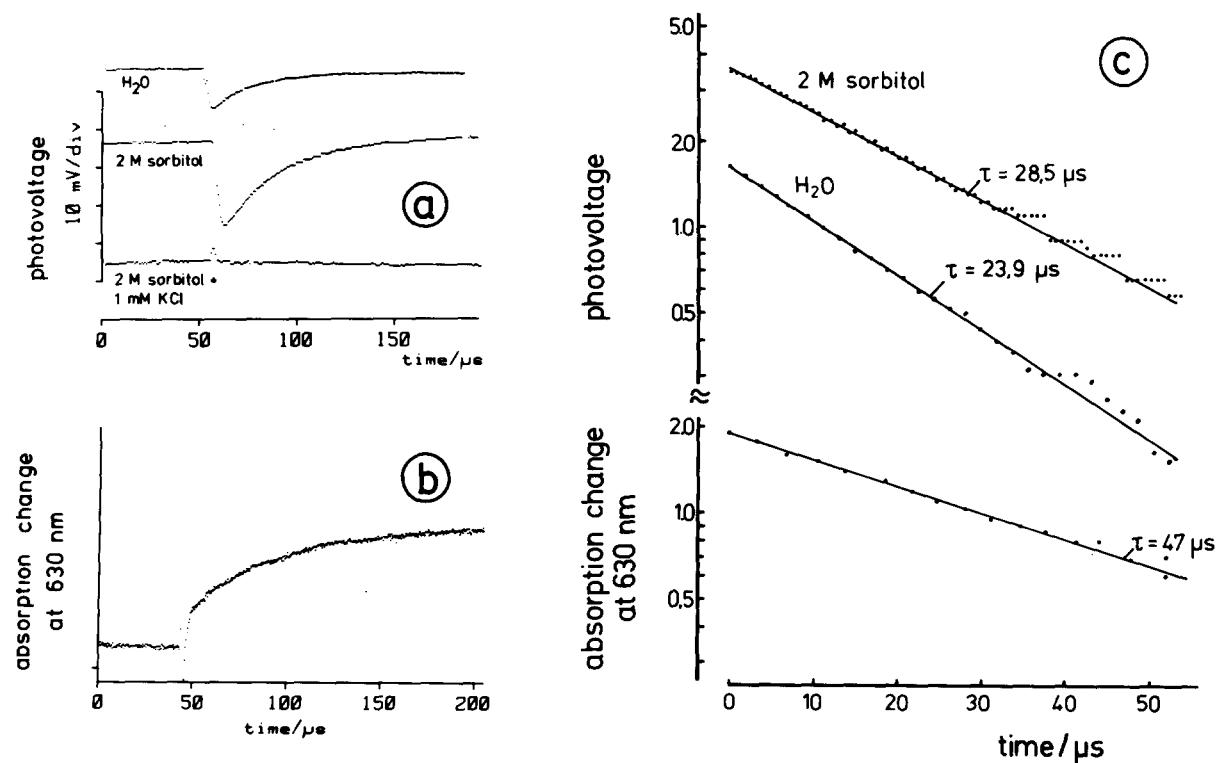 H₂O
2 M sorbitol
2 M sorbitol +
1 mM KCl
photovoltage
10 mV/div
a
0 50 100 150
time/μs
absorption change
at 630 nm
b
0 50 100 150 200
time/μs
c
photovoltage
5.0
2.0
1.0
0.5
2 M sorbitol
τ = 28,5 μs
H₂O
τ = 23,9 μs
absorption change
at 630 nm
2.0
1.0
0.5
τ = 47 μs
0 10 20 30 40 50
time/μs